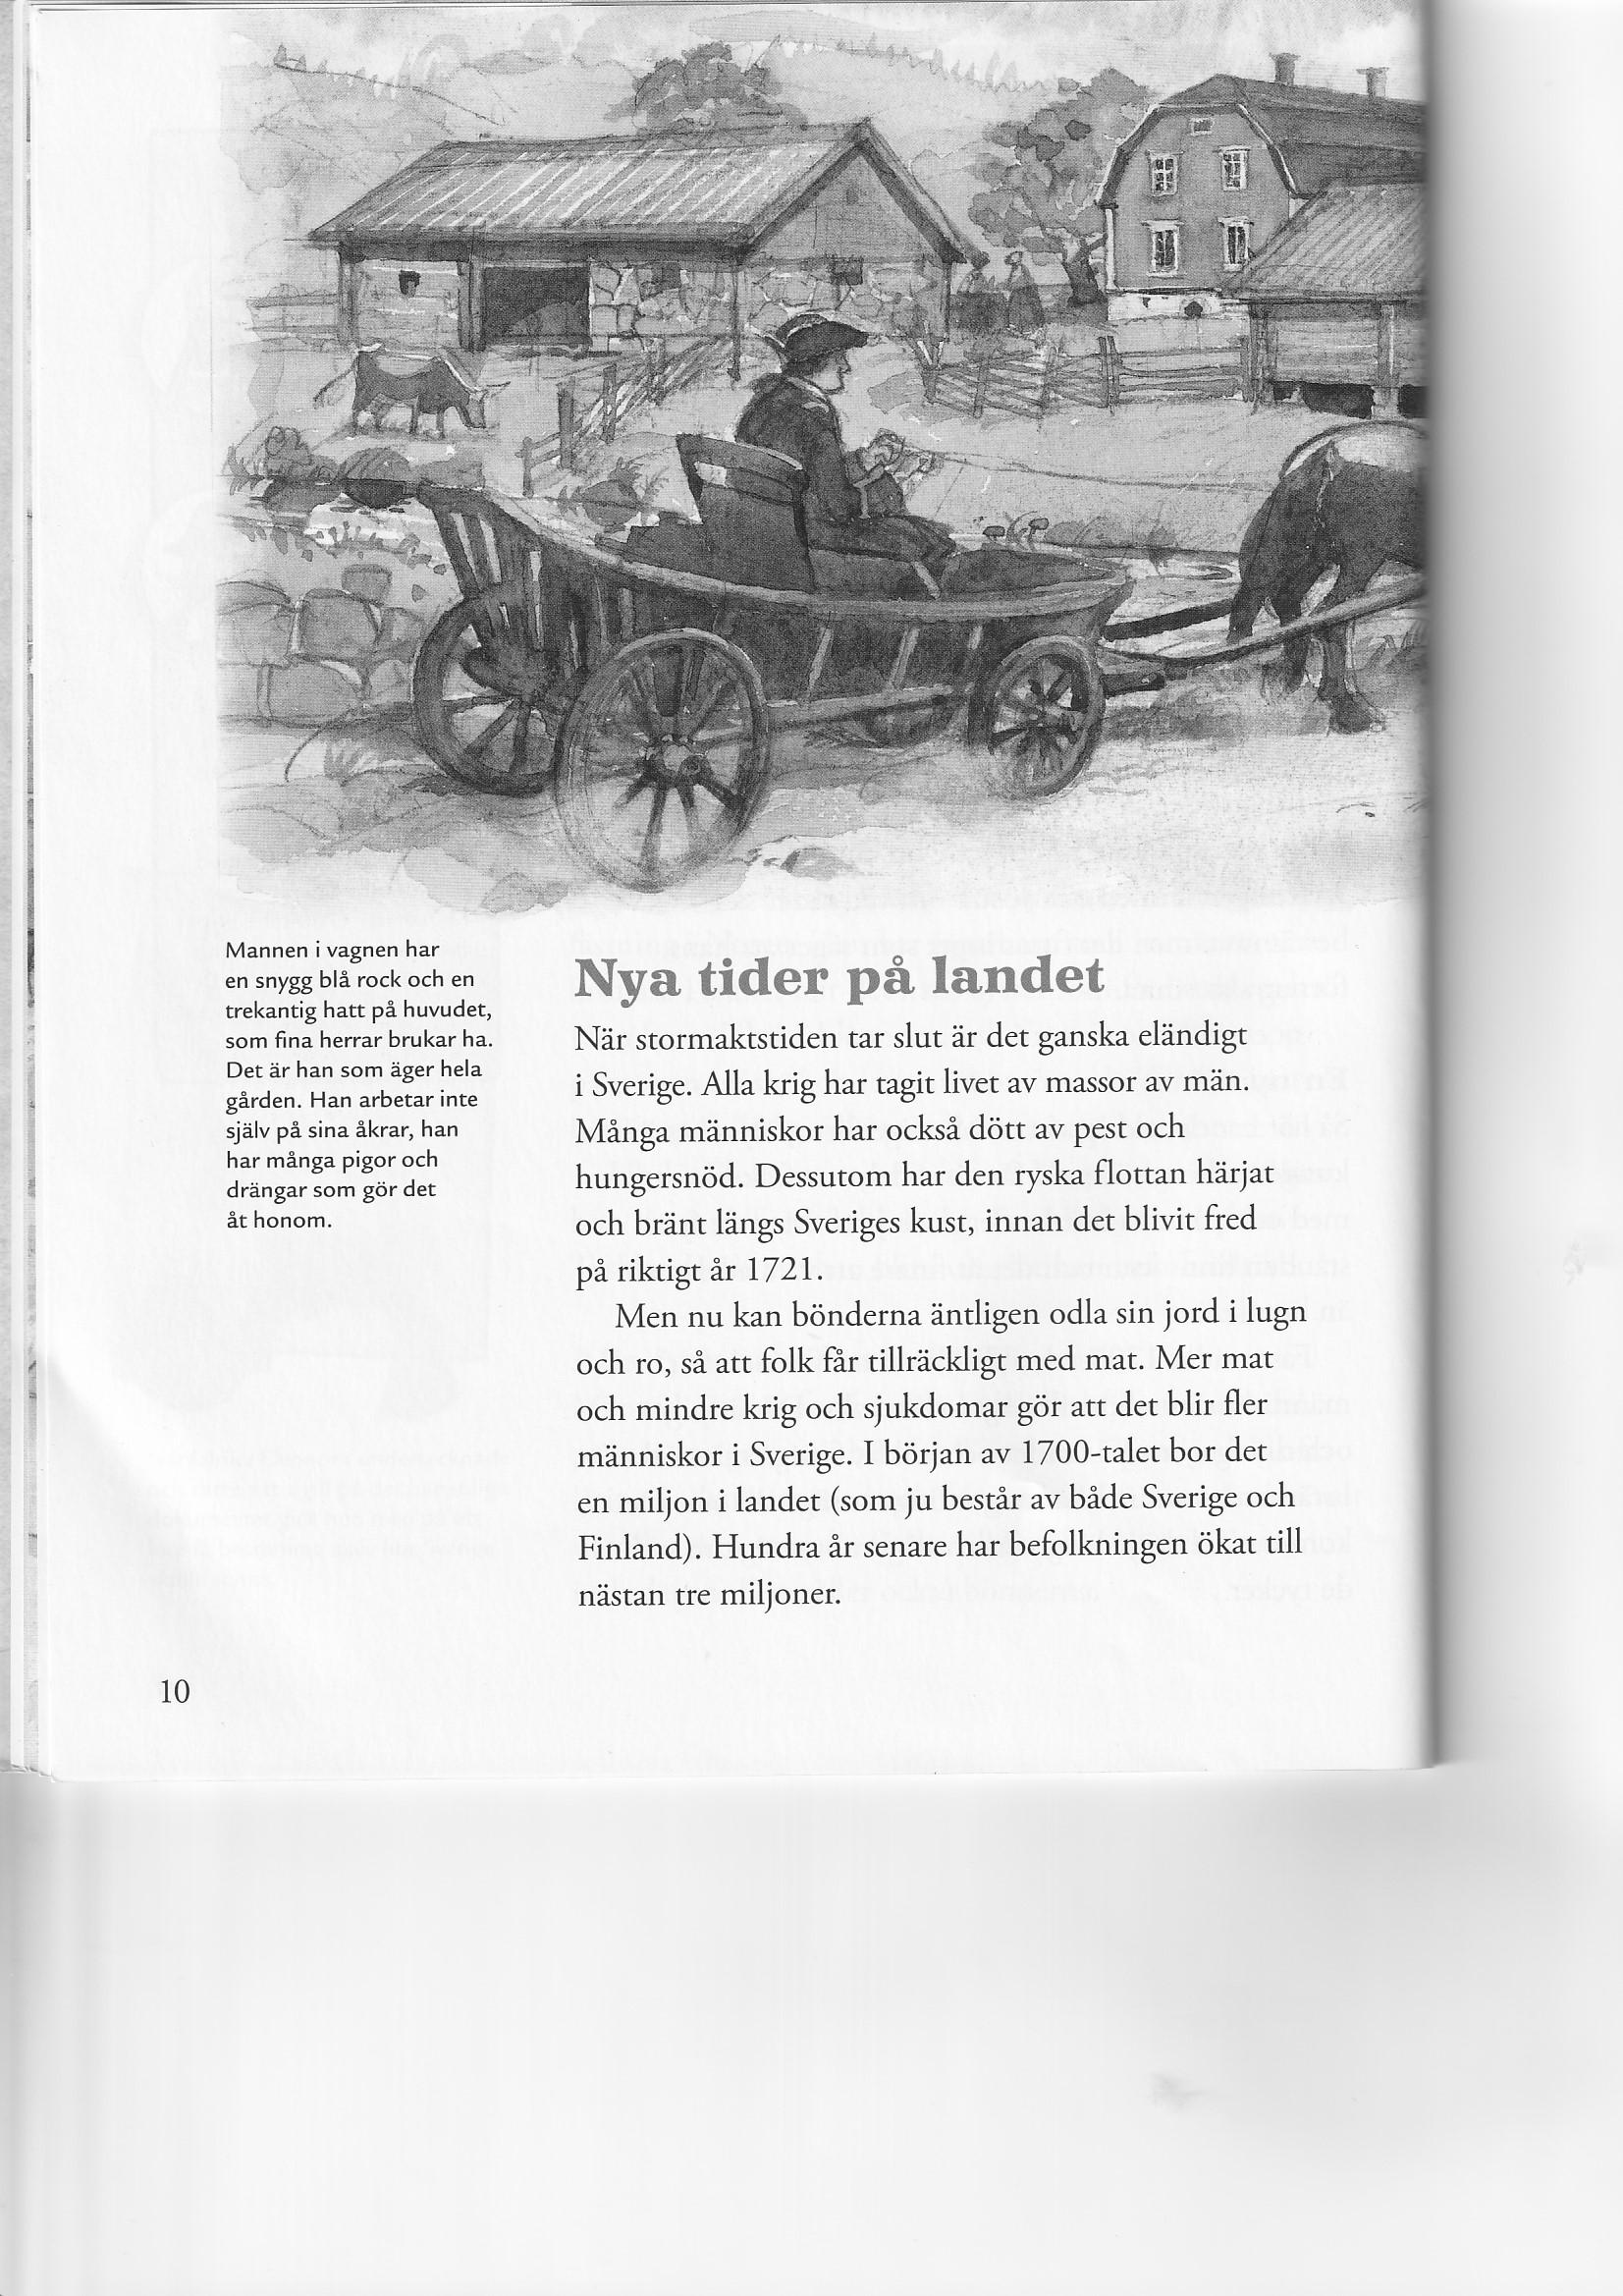 Mannen i vagnen har
en snygg blå rock och en
trekantig hatt på huvudet,
som fina herrar brukar ha.
Det är han som äger hela
gården. Han arbetar inte
själv på sina åkrar, han
har många pigor och
drängar som gör det
åt honom.
Nya tider på landet
När stormaktstiden tar slut är det ganska eländigt
i Sverige. Alla krig har tagit livet av massor av män.
Många människor har också dött av pest och
hungersnöd. Dessutom har den ryska flottan härjat
och bränt längs Sveriges kust, innan det blivit fred
på riktigt år 1721.
Men nu kan bönderna äntligen odla sin jord i lugn
och ro, så att folk får tillräckligt med mat. Mer mat
och mindre krig och sjukdomar gör att det blir fler
människor i Sverige. I början av 1700-talet bor det
en miljon i landet (som ju består av både Sverige och
Finland). Hundra år senare har befolkningen ökat till
nästan tre miljoner.
10